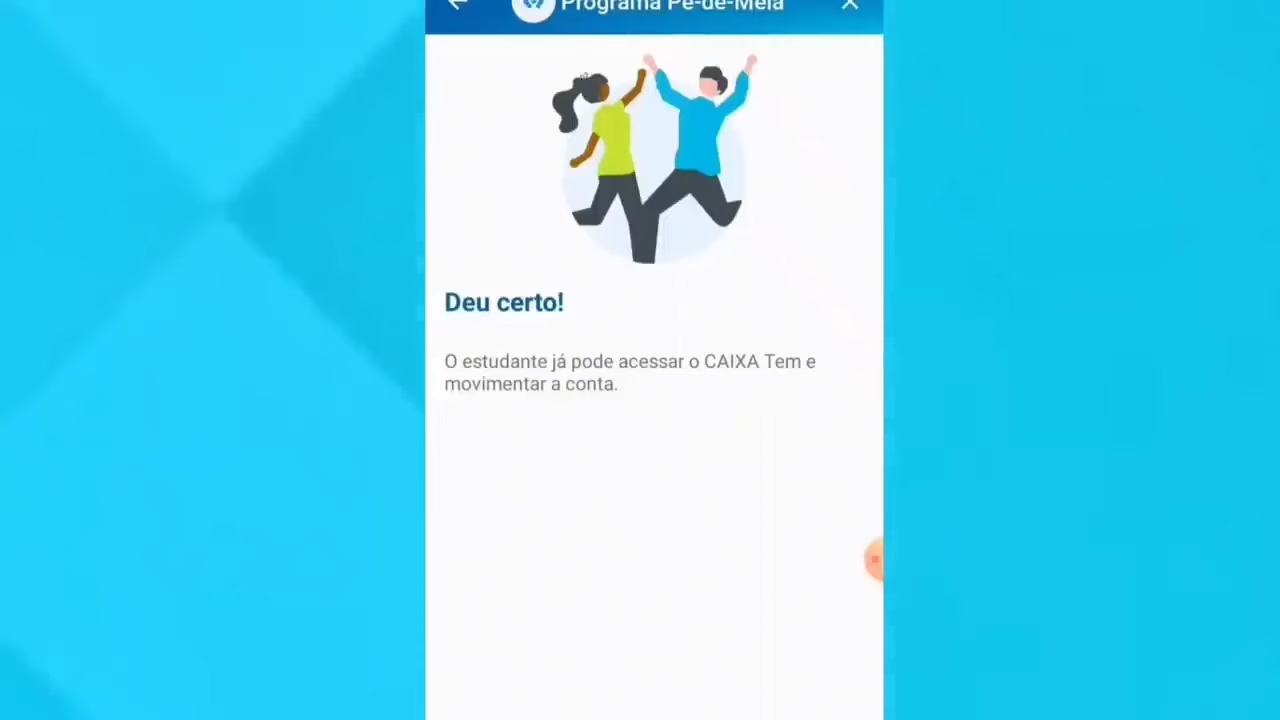 Programa Pé-de-Meia
Deu certo!
O estudante já pode acessar o CAIXA Tem e
movimentar a conta.